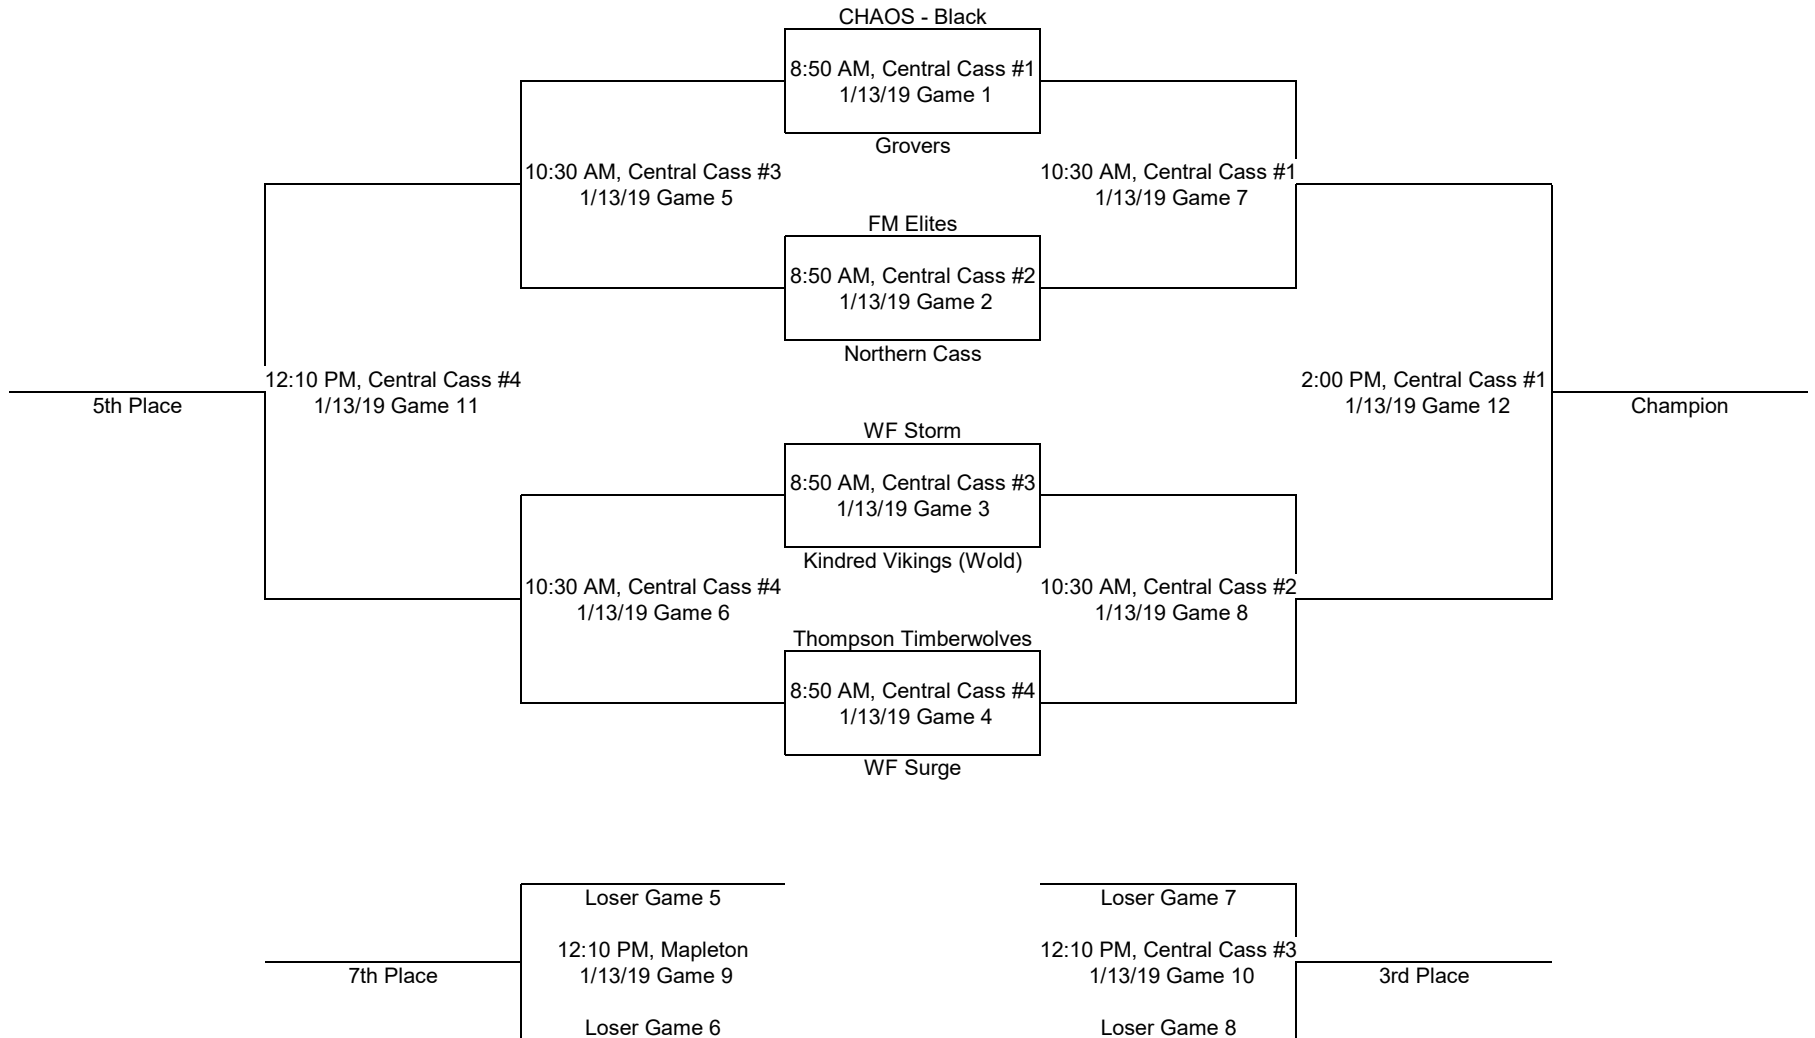 CHAOS - Black
8:50 AM, Central Cass #1
1/13/19 Game 1
Grovers
10:30 AM, Central Cass #3
1/13/19 Game 5
10:30 AM, Central Cass #1
1/13/19 Game 7
FM Elites
8:50 AM, Central Cass #2
1/13/19 Game 2
Northern Cass
12:10 PM, Central Cass #4
1/13/19 Game 11
5th Place
2:00 PM, Central Cass #1
1/13/19 Game 12
Champion
WF Storm
8:50 AM, Central Cass #3
1/13/19 Game 3
Kindred Vikings (Wold)
10:30 AM, Central Cass #4
1/13/19 Game 6
10:30 AM, Central Cass #2
1/13/19 Game 8
Thompson Timberwolves
8:50 AM, Central Cass #4
1/13/19 Game 4
WF Surge
Loser Game 5
12:10 PM, Mapleton
1/13/19 Game 9
7th Place
Loser Game 6
Loser Game 7
12:10 PM, Central Cass #3
1/13/19 Game 10
3rd Place
Loser Game 8